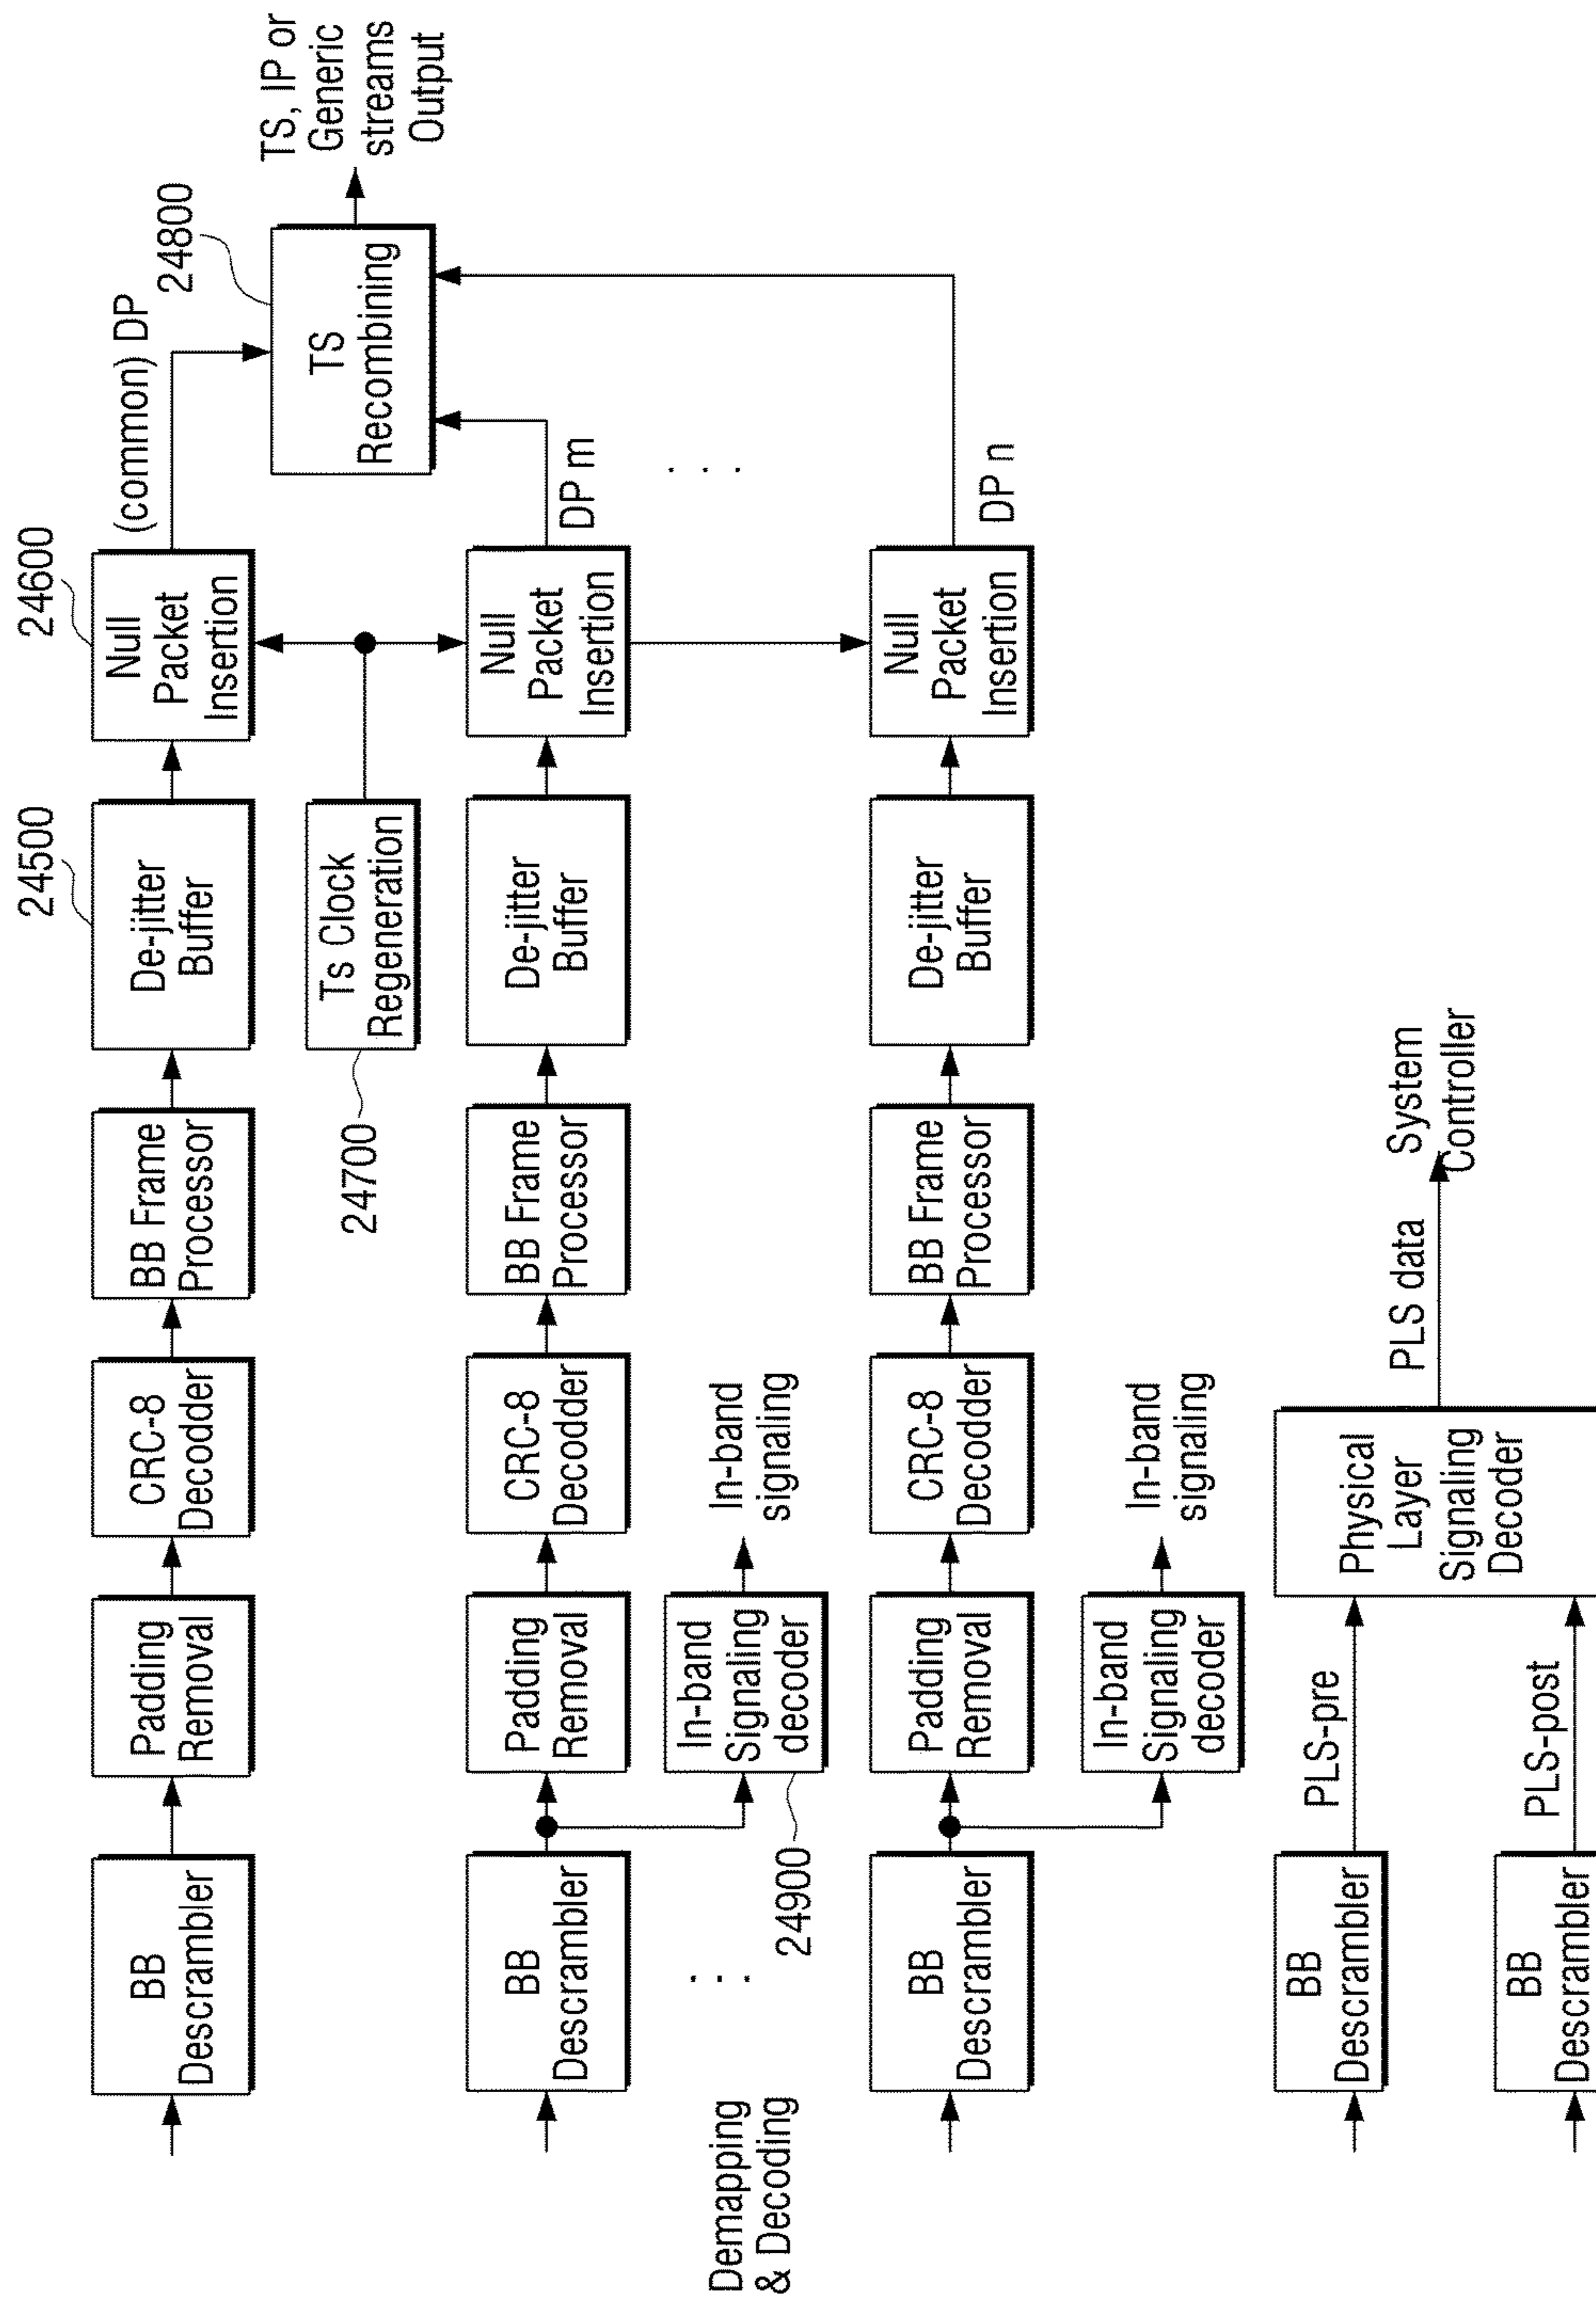 24500
24600
(common) DP
24800
TS, IP or
Generic
streams
Output
BB
Descrambler
Padding
Removal
CRC-8
Decodder
BB Frame
Processor
De-jitter
Buffer
Null
Packet
Insertion
TS
Recombining
24700
Ts Clock
Regeneration
BB
Descrambler
Padding
Removal
CRC-8
Decodder
BB Frame
Processor
De-jitter
Buffer
Null
Packet
Insertion
DP m
. . .
Demapping
& Decoding
. . .
24900
In-band
Signaling
decoder
In-band
signaling
BB
Descrambler
Padding
Removal
CRC-8
Decodder
BB Frame
Processor
De-jitter
Buffer
Null
Packet
Insertion
DP n
In-band
Signaling
decoder
In-band
signaling
BB
Descrambler
PLS-pre
Physical
Layer
Signaling
Decoder
PLS data
System
Controller
BB
Descrambler
PLS-post